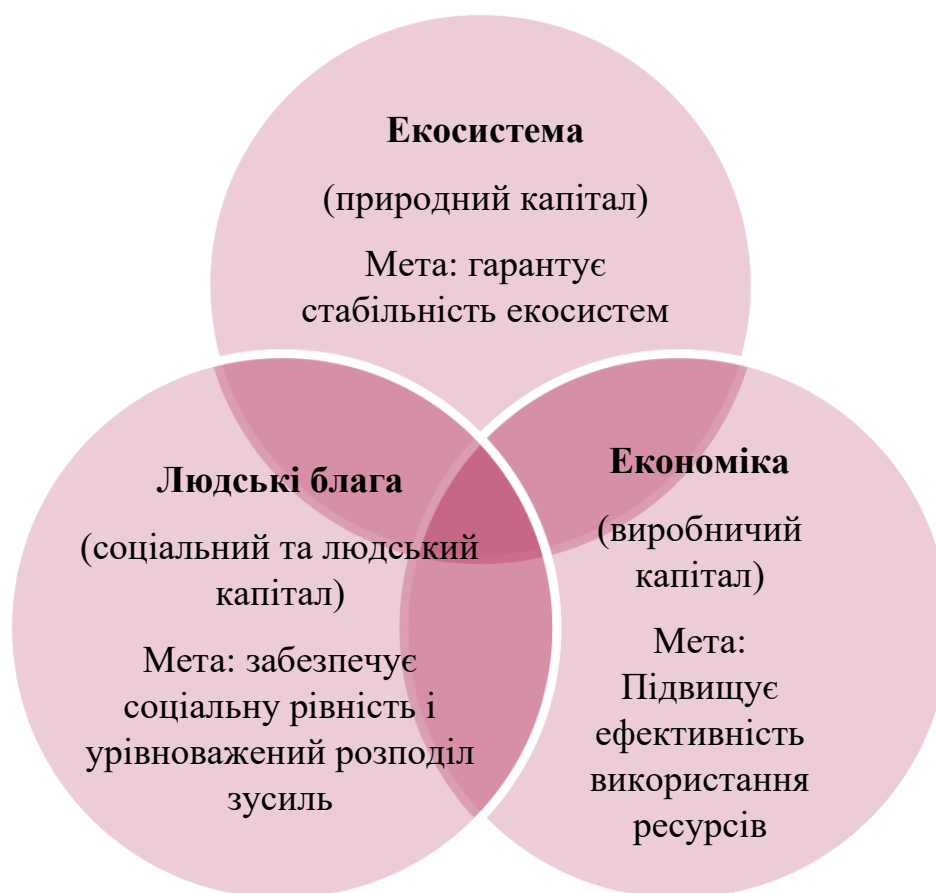 Екосистема
(природний капітал)
Мета: гарантує
стабільність екосистем
Людські блага
(соціальний та людський
капітал)
Мета: забезпечує
соціальну рівність і
урівноважений розподіл
зусиль
Економіка
(виробничий
капітал)
Мета:
Підвищує
ефективність
використання
ресурсів